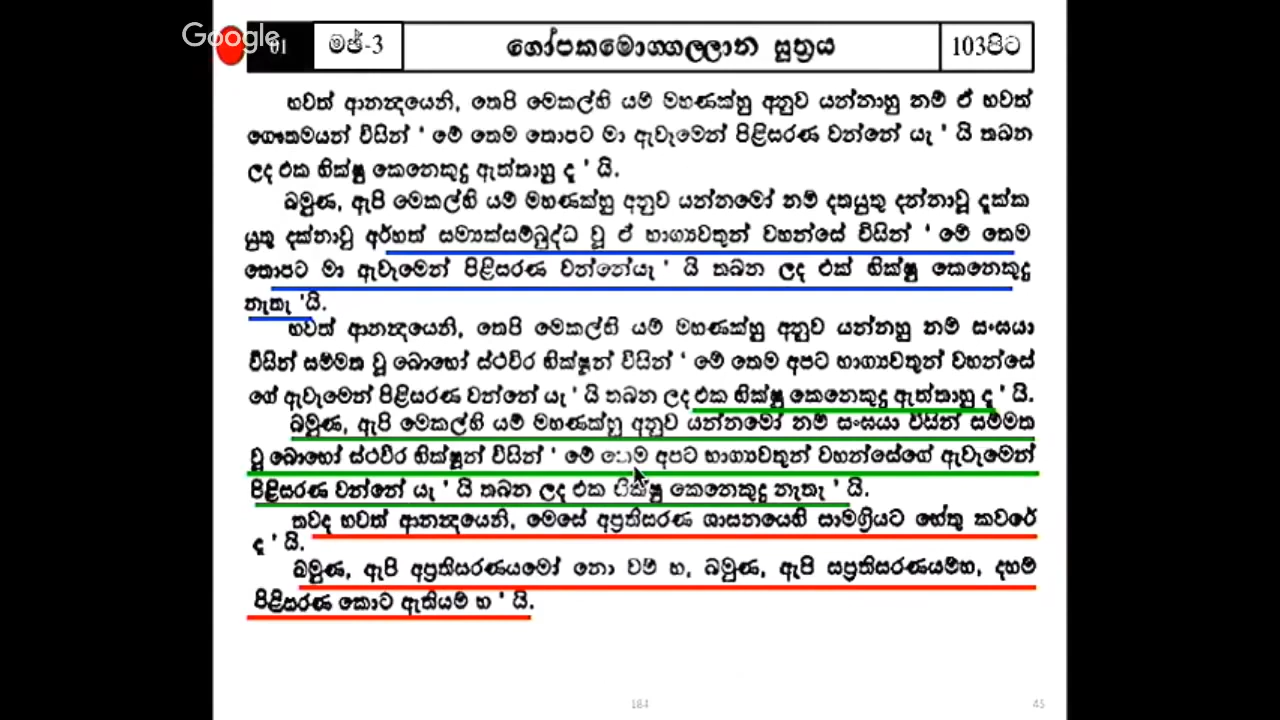 Google
01 මජ්-3 ගෝපකමොග්ගල්ලාන සූත්‍රය 103පිට
භවත් ආනන්‍දයෙනි, තෙපි මෙකල්හි යම් මහණක්හු අනුව යන්නාහු නම් ඒ භවත්
ගෞතමයන් විසින් ' මේ තෙම තොපට මා ඇවෑමෙන් පිළිසරණ වන්නේ යැ ' යි තබන
ලද එක භික්ෂු කෙනෙකුදු ඇත්තාහු ද ' යි.
බමුණ, ඇපි මෙකල්හි යම් මහණක්හු අනුව යන්නමෝ නම් දතයුතු දන්නාවූ දැක්ක
යුතු දක්නාවු අර්හත් සම්‍යක්සම්බුද්ධ වූ ඒ භාග්‍යවතුන් වහන්සේ විසින් ' මේ තෙම
තොපට මා ඇවෑමෙන් පිළිසරණ වන්නේයැ ' යි තබන ලද එක් භික්ෂු කෙනෙකුදු
නැතැ 'යි.
භවත් ආනන්‍දයෙනි, තෙපි මෙකල්හි යම් මහණක්හු අනුව යන්නහු නම් සංඝයා
විසින් සම්මත වූ බොහෝ ස්ථවිර භික්ෂූන් විසින් ' මේ තෙම අපට භාග්‍යවතුන් වහන්සේ
ගේ ඇවෑමෙන් පිළිසරණ වන්නේ යැ ' යි තබන ලද එක භික්ෂු කෙනෙකුදු ඇත්තාහු ද ' යි.
බමුණ, ඇපි මෙකල්හි යම් මහණක්හු අනුව යන්නමෝ නම් සංඝයා විසින් සම්මත
වූ බොහෝ ස්ථවිර භික්ෂූන් විසින් ' මේ තෙම අපට භාග්‍යවතුන් වහන්සේගේ ඇවෑමෙන්
පිළිසරණ වන්නේ යැ ' යි තබන ලද එක භික්ෂු කෙනෙකුදු නැතැ ' යි.
තවද භවත් ආනන්‍දයෙනි, මෙසේ අප්‍රතිසරණ ශාසනයෙහි සාමග්‍රියට හේතු කවරේ
ද ' යි.
බමුණ, ඇපි අප්‍රතිසරණයමෝ නො වම් හ, බමුණ, ඇපි සප්‍රතිසරණයම්හ, දහම්
පිළිසරණ කොට ඇතියම් හ ' යි.
184 45